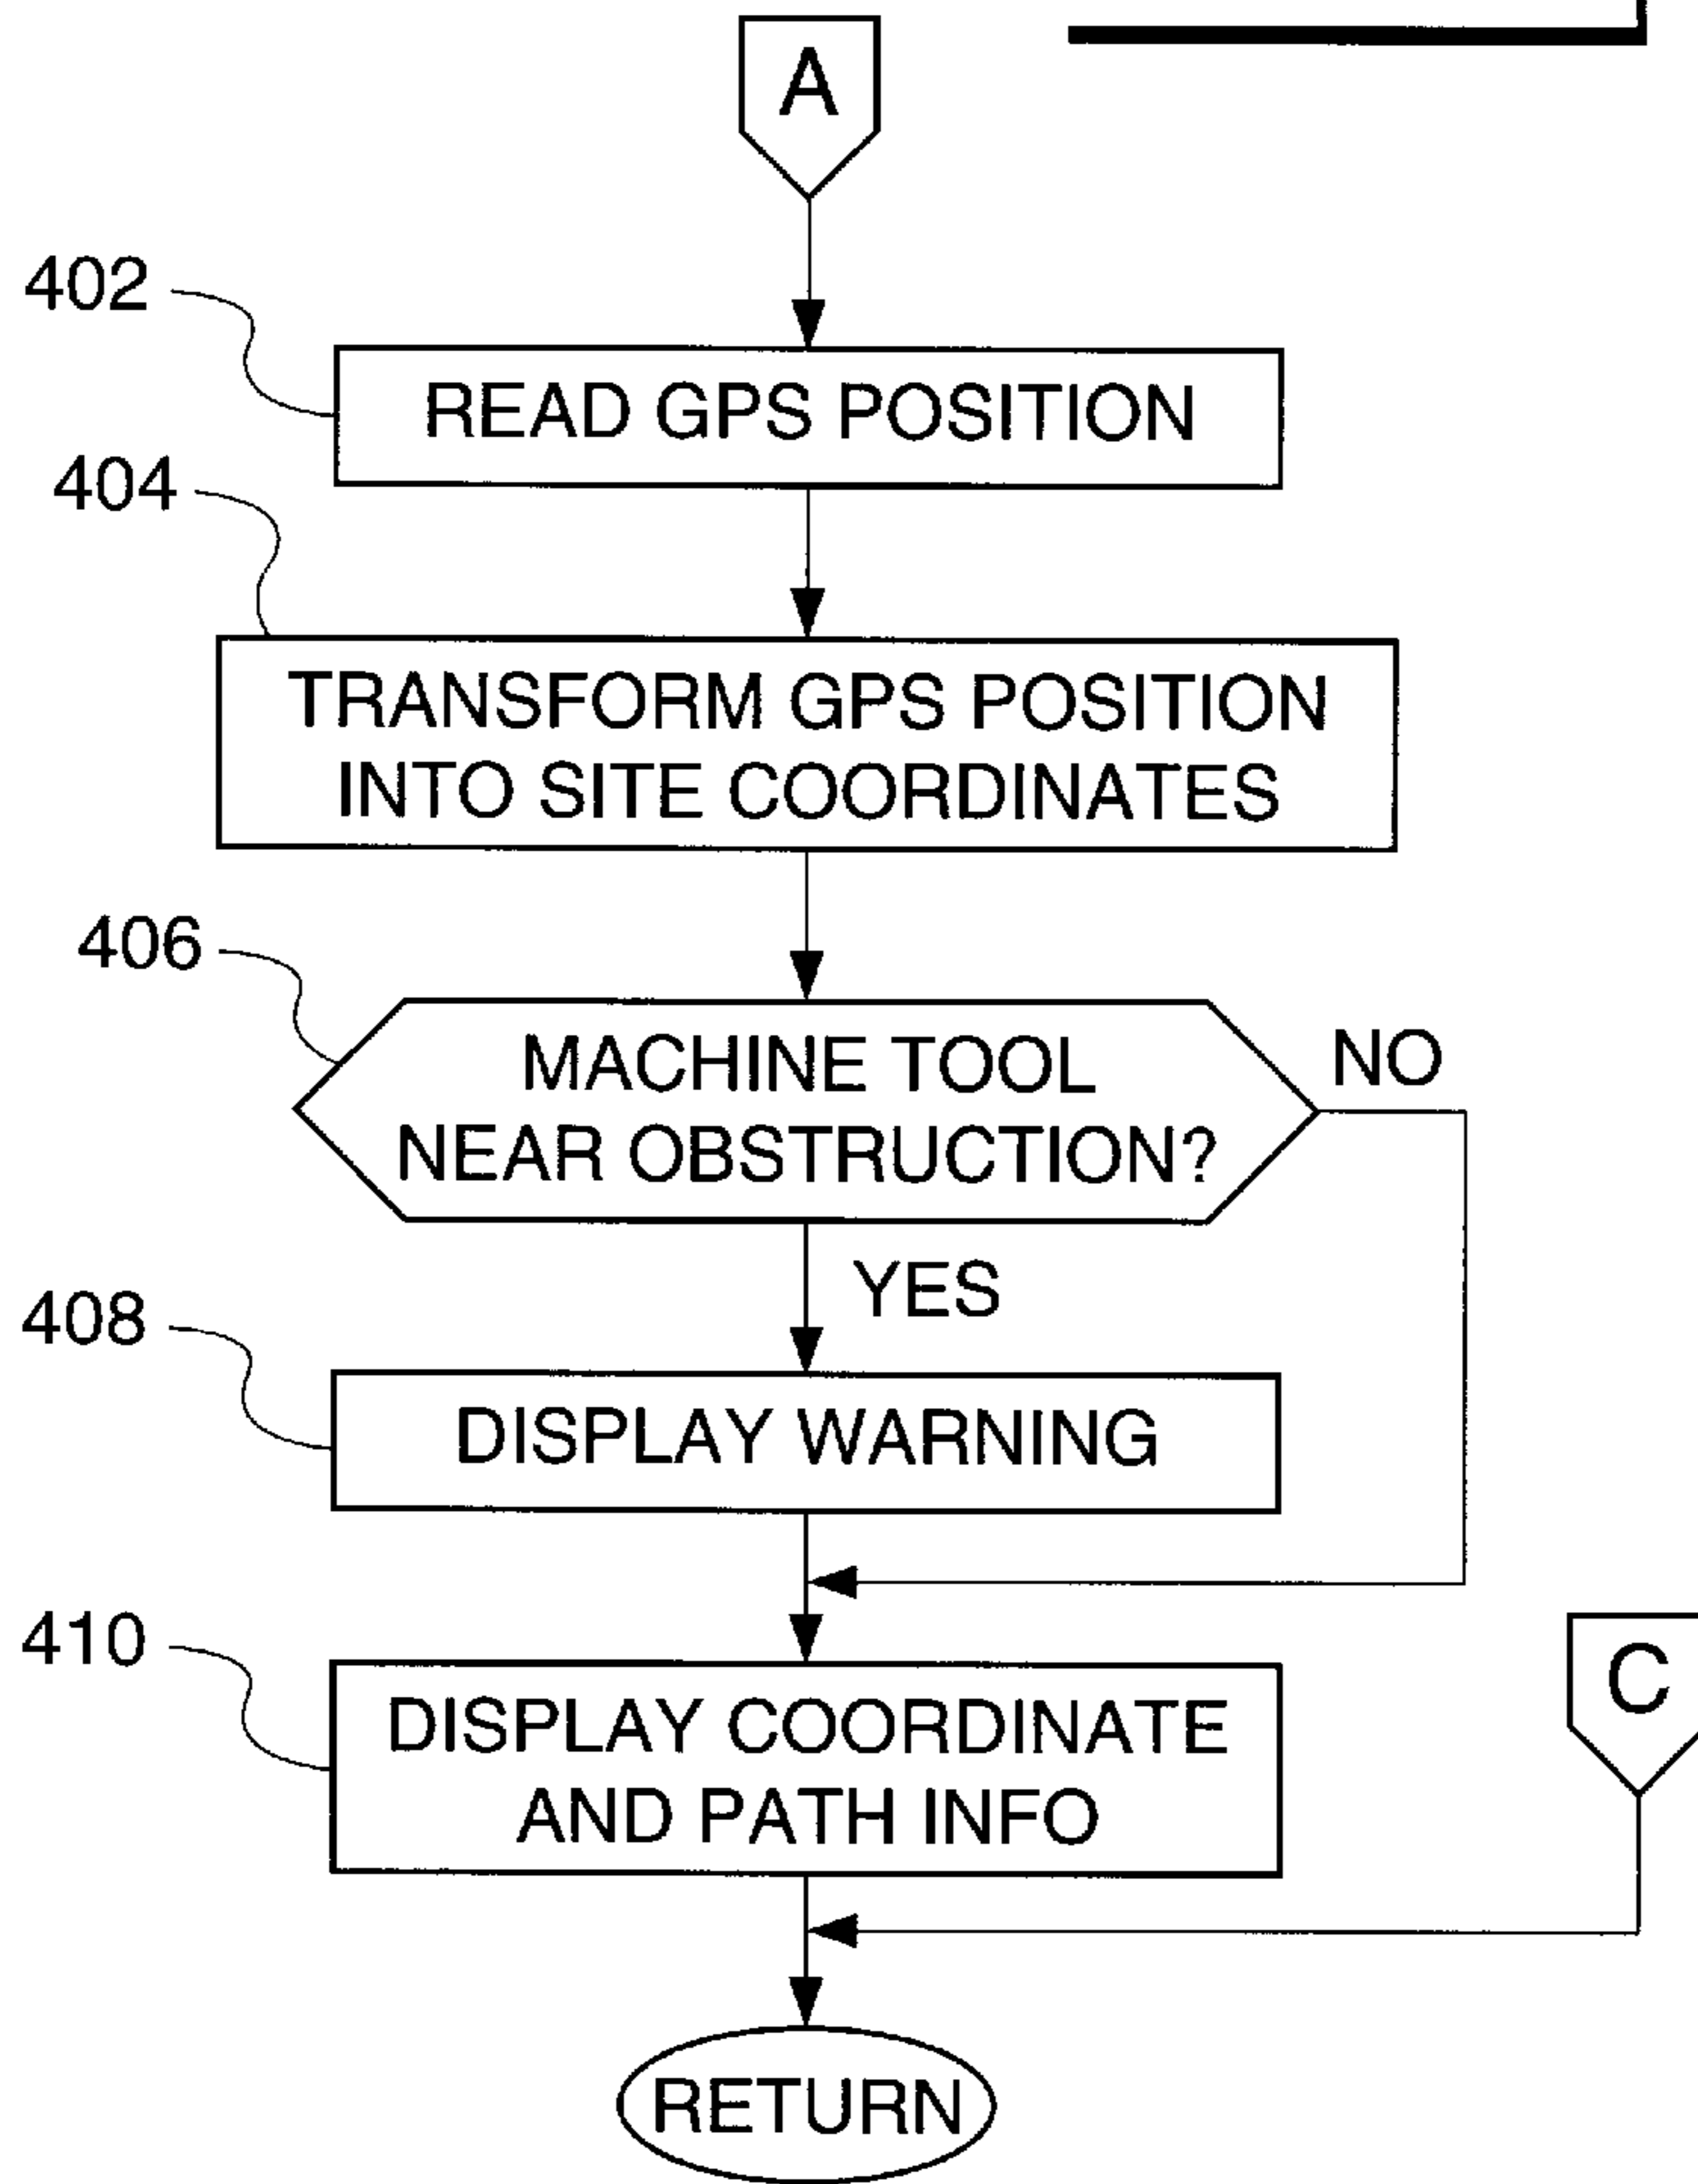 A
402
READ GPS POSITION
404
TRANSFORM GPS POSITION
INTO SITE COORDINATES
406
MACHINE TOOL
NEAR OBSTRUCTION?
NO
YES
408
DISPLAY WARNING
410
DISPLAY COORDINATE
AND PATH INFO
C
RETURN